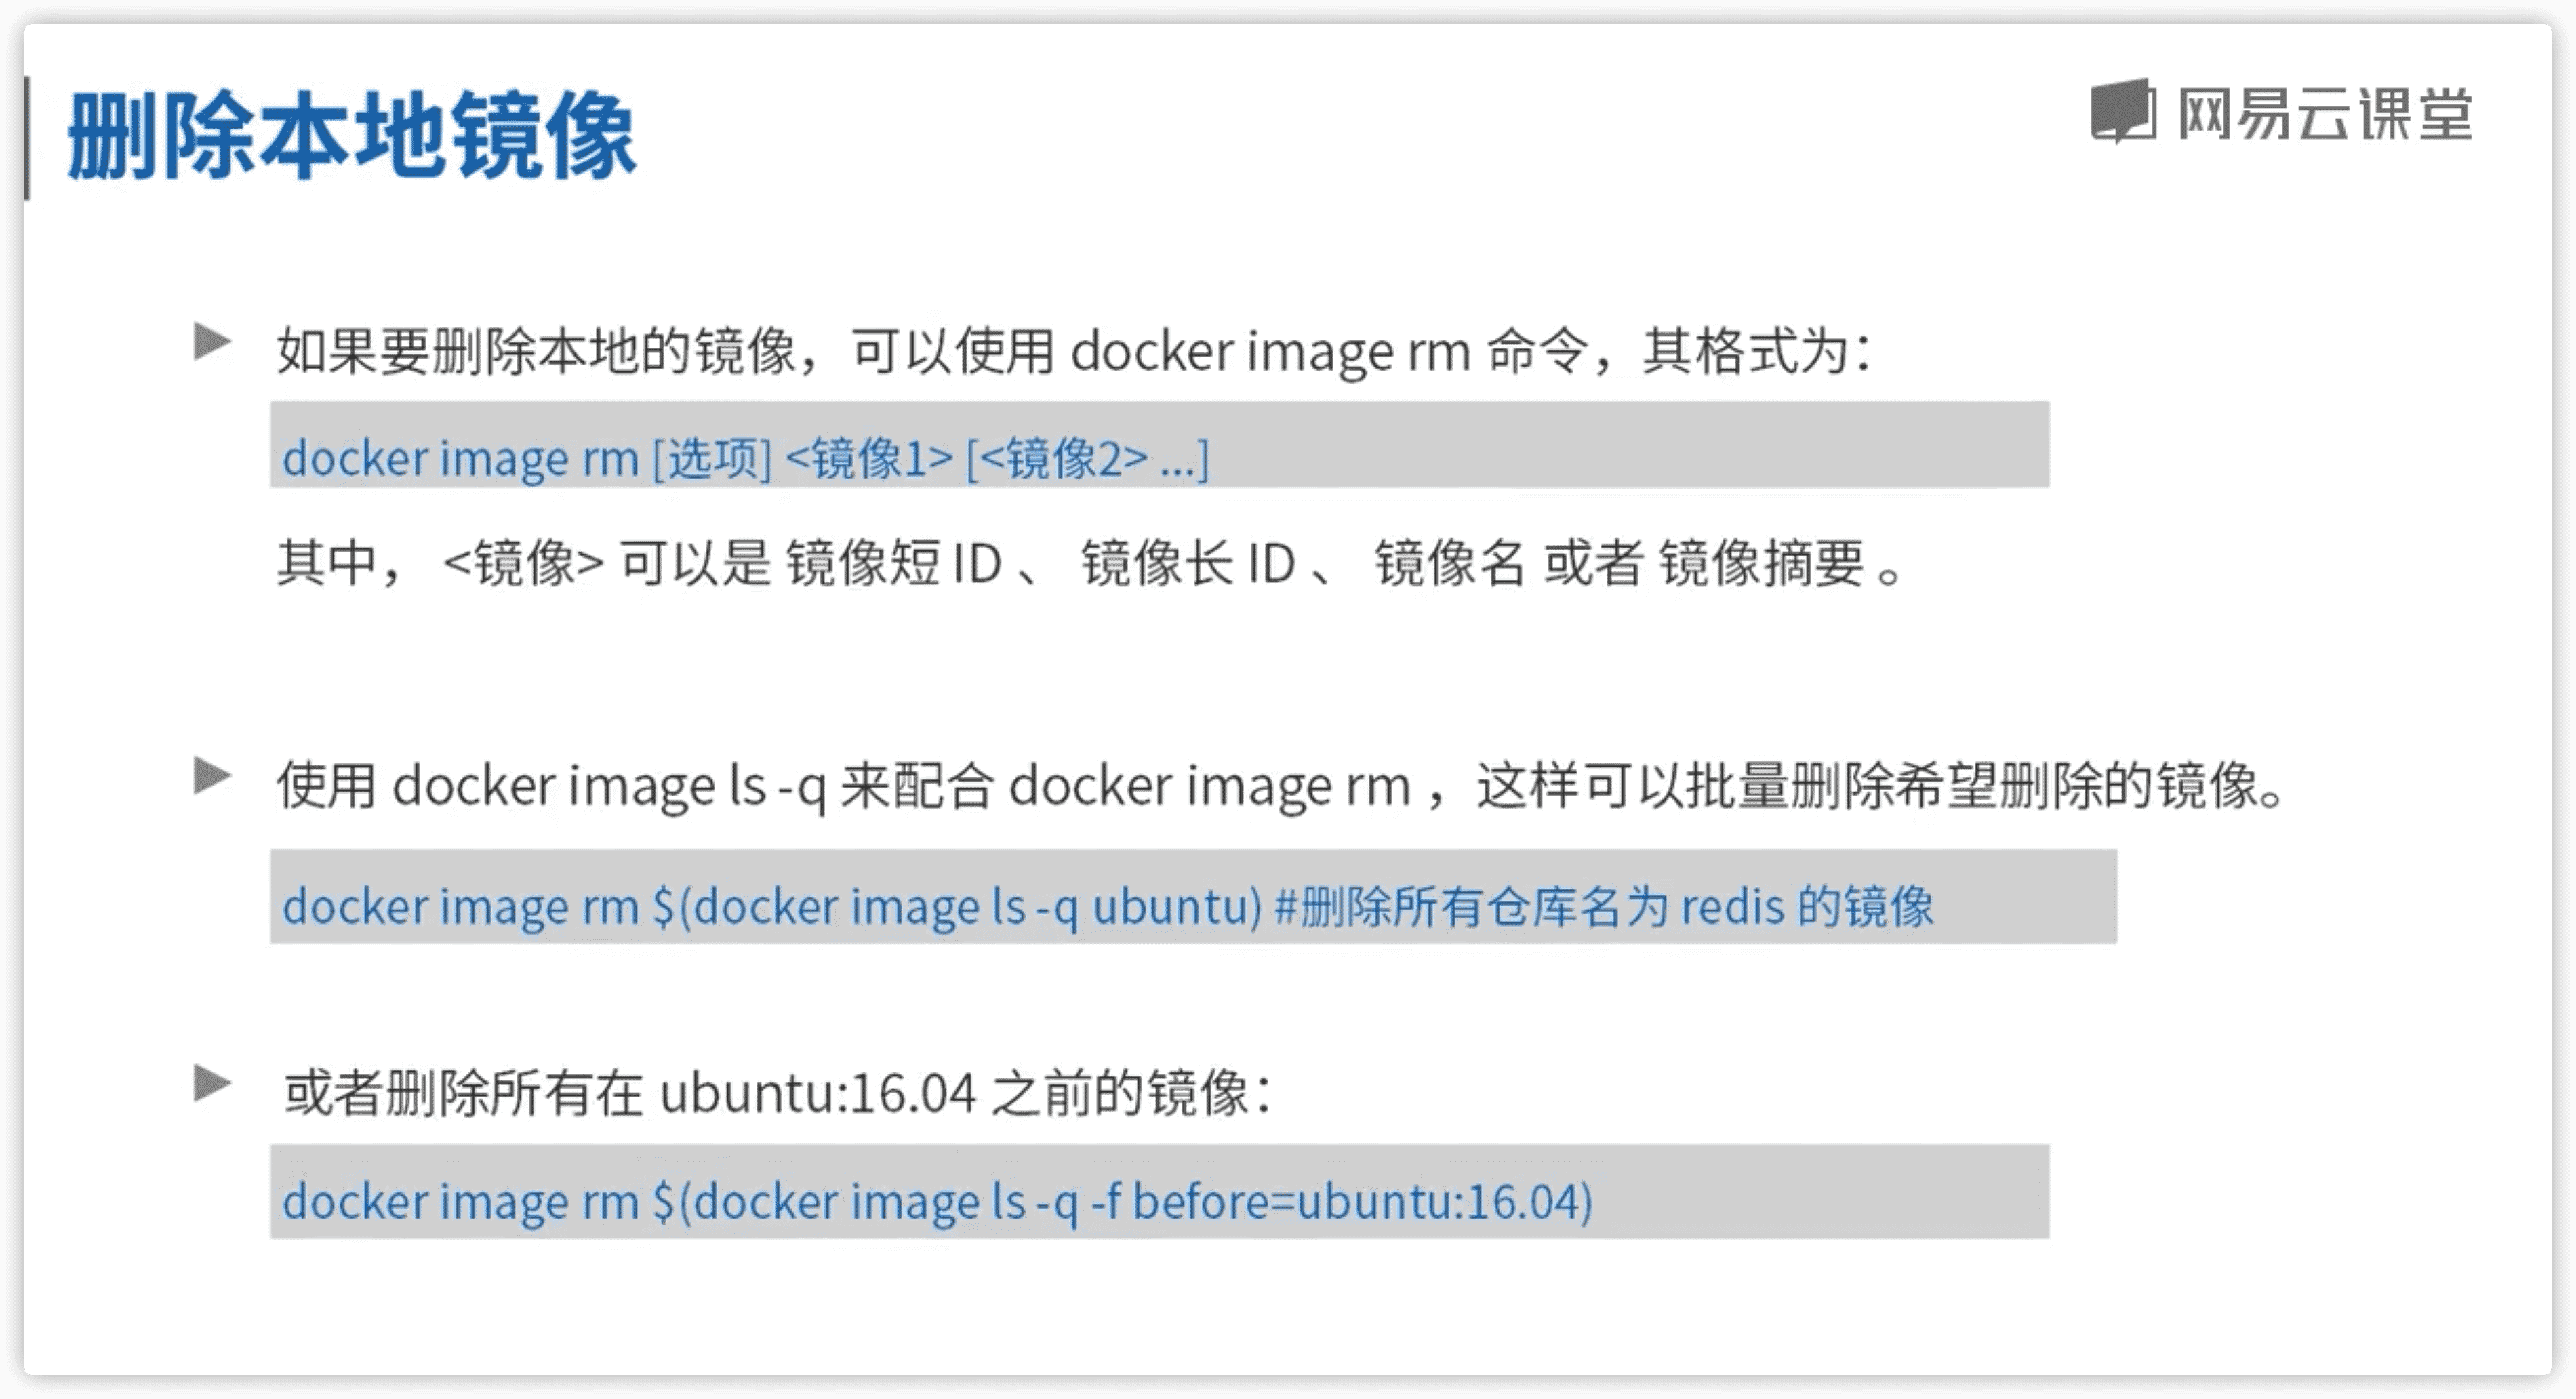 删除本地镜像
网易云课堂
如果要删除本地的镜像，可以使用 docker image rm 命令，其格式为：
docker image rm [选项] <镜像1> [<镜像2> ...]
其中， <镜像> 可以是 镜像短 ID 、 镜像长 ID 、 镜像名 或者 镜像摘要 。
使用 docker image ls -q 来配合 docker image rm ，这样可以批量删除希望删除的镜像。
docker image rm $(docker image ls -q ubuntu) #删除所有仓库名为 redis 的镜像
或者删除所有在 ubuntu:16.04 之前的镜像：
docker image rm $(docker image ls -q -f before=ubuntu:16.04)